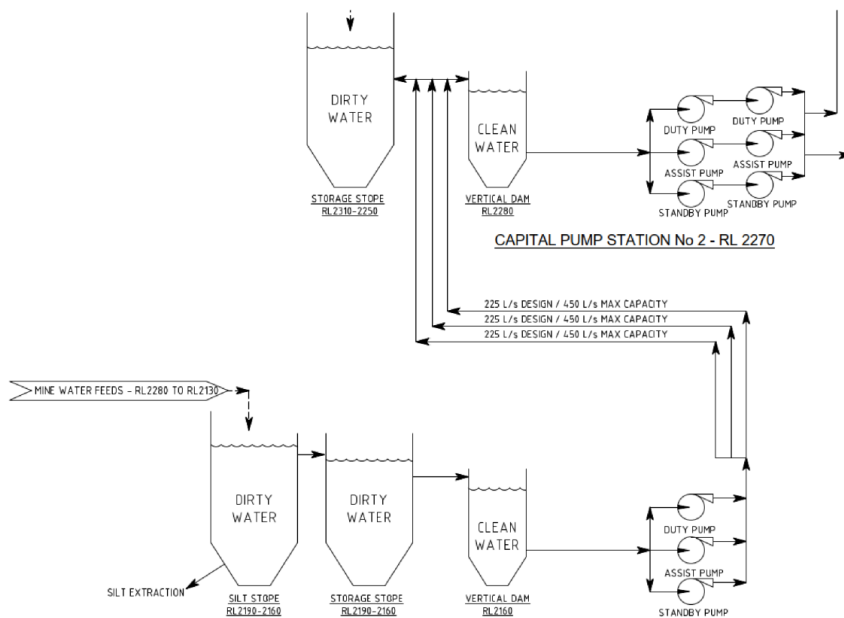 DIRTY
WATER
STORAGE STOPE
RL2310-2250
CLEAN
WATER
VERTICAL DAM
RL2280
DUTY PUMP
DUTY PUMP
ASSIST PUMP
ASSIST PUMP
STANDBY PUMP
STANDBY PUMP
CAPITAL PUMP STATION No 2 - RL 2270
225 L/s DESIGN / 450 L/s MAX CAPACITY
225 L/s DESIGN / 450 L/s MAX CAPACITY
225 L/s DESIGN / 450 L/s MAX CAPACITY
MINE WATER FEEDS - RL2280 TO RL2130
DIRTY
WATER
SILT EXTRACTION
SILT STOPE
RL2190-2160
DIRTY
WATER
STORAGE STOPE
RL2190-2160
CLEAN
WATER
VERTICAL DAM
RL2160
DUTY PUMP
ASSIST PUMP
STANDBY PUMP